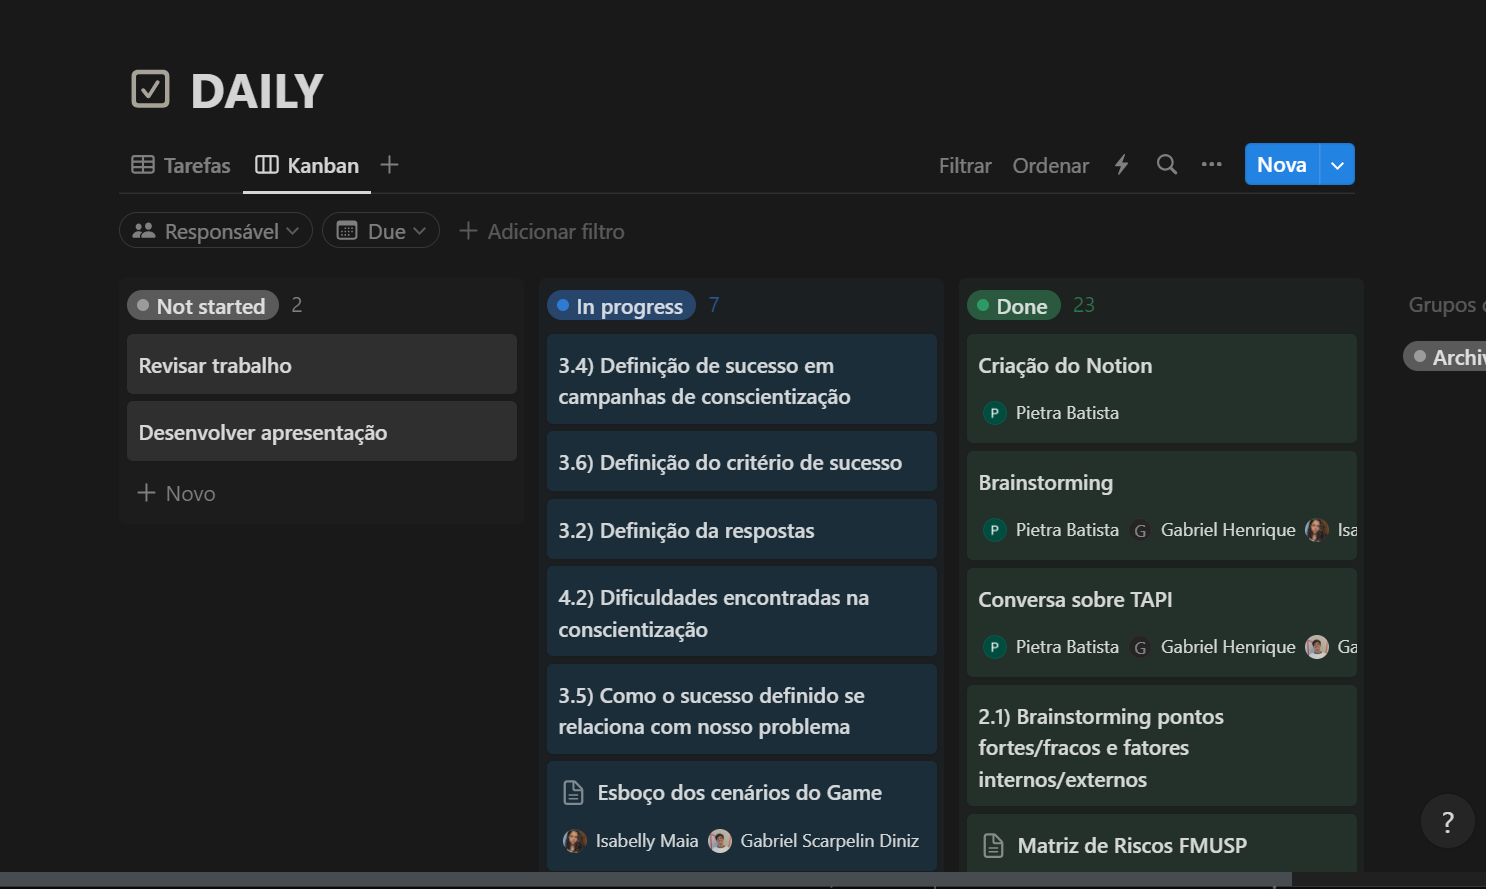 DAILY
Tarefas Kanban
Filtrar Ordenar Nova
Responsável Due Adicionar filtro
Not started 2
Revisar trabalho
Desenvolver apresentação
Novo
In progress 7
3.4) Definição de sucesso em
campanhas de conscientização
3.6) Definição do critério de sucesso
3.2) Definição da respostas
4.2) Dificuldades encontradas na
conscientização
3.5) Como o sucesso definido se
relaciona com nosso problema
Esboço dos cenários do Game
Isabelly Maia Gabriel Scarpelin Diniz
Done 23
Criação do Notion
P Pietra Batista
Brainstorming
P Pietra Batista G Gabriel Henrique Isa
Conversa sobre TAPI
P Pietra Batista G Gabriel Henrique Ga
2.1) Brainstorming pontos
fortes/fracos e fatores
internos/externos
Matriz de Riscos FMUSP
Grupos
Archi
?